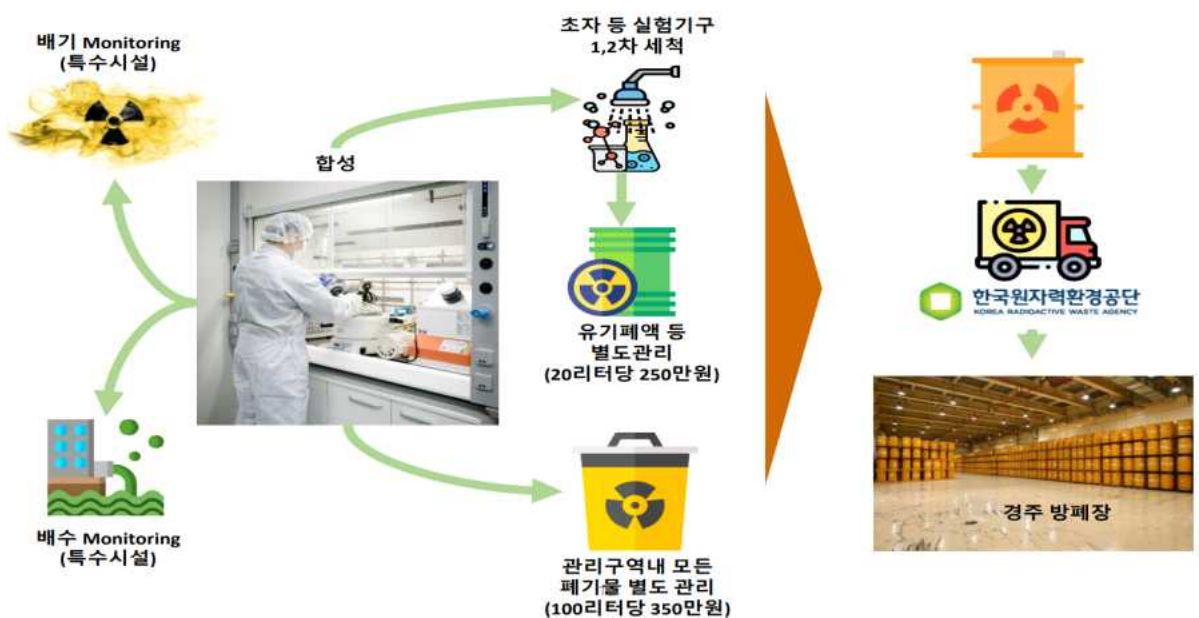 배기 Monitoring
(특수시설)
합성
배수 Monitoring
(특수시설)
초자 등 실험기구
1,2차 세척
유기폐액 등
별도관리
(20리터당 250만원)
관리구역내 모든
폐기물 별도 관리
(100리터당 350만원)
한국원자력환경공단
KOREA RADIOACTIVE WASTE AGENCY
경주 방폐장